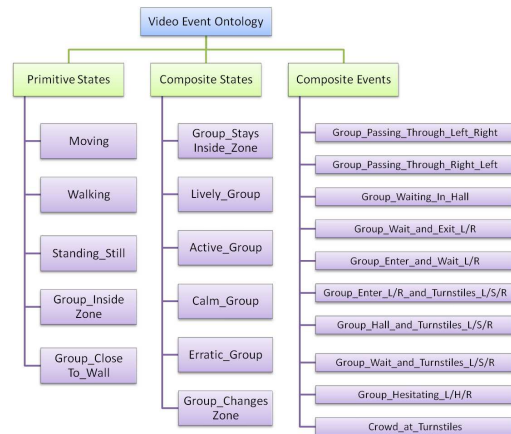 Video Event Ontology
Primitive States
Moving
Walking
Standing_Still
Group_Inside
Zone
Group_Close
To_Wall
Composite States
Group_Stays
Inside_Zone
Lively_Group
Active_Group
Calm_Group
Erratic_Group
Group_Changes
Zone
Composite Events
Group_Passing_Through_Left_Right
Group_Passing_Through_Right_Left
Group_Waiting_In_Hall
Group_Wait_and_Exit_L/R
Group_Enter_and_Wait_L/R
Group_Enter_L/R_and_Turnstiles_L/S/R
Group_Hall_and_Turnstiles_L/S/R
Group_Wait_and_Turnstiles_L/S/R
Group_Hesitating_L/H/R
Crowd_at_Turnstiles